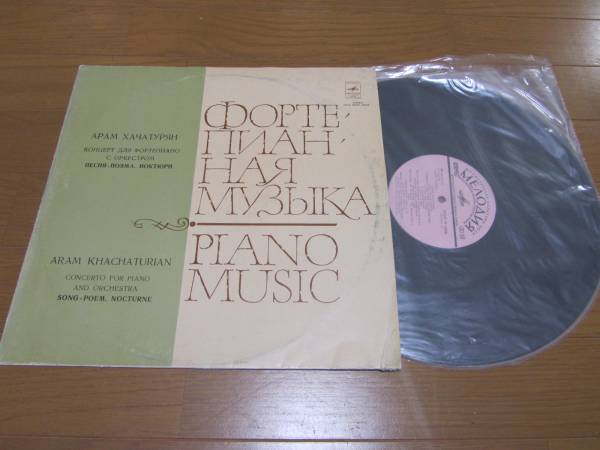 АРАМ ХАЧАТУРЯН
КОНЦЕРТ ДЛЯ ФОРТЕПИАНО
С ОРКЕСТРОМ
ПЕСНЯ-ПОЭМА. НОКТЮРН
ARAM KHACHATURIAN
CONCERTO FOR PIANO
AND ORCHESTRA
SONG-POEM. NOCTURNE
ФОРТЕ-
ПИАН-
НАЯ
МУЗЫКА
PIANO
MUSIC
МЕЛОДИЯ